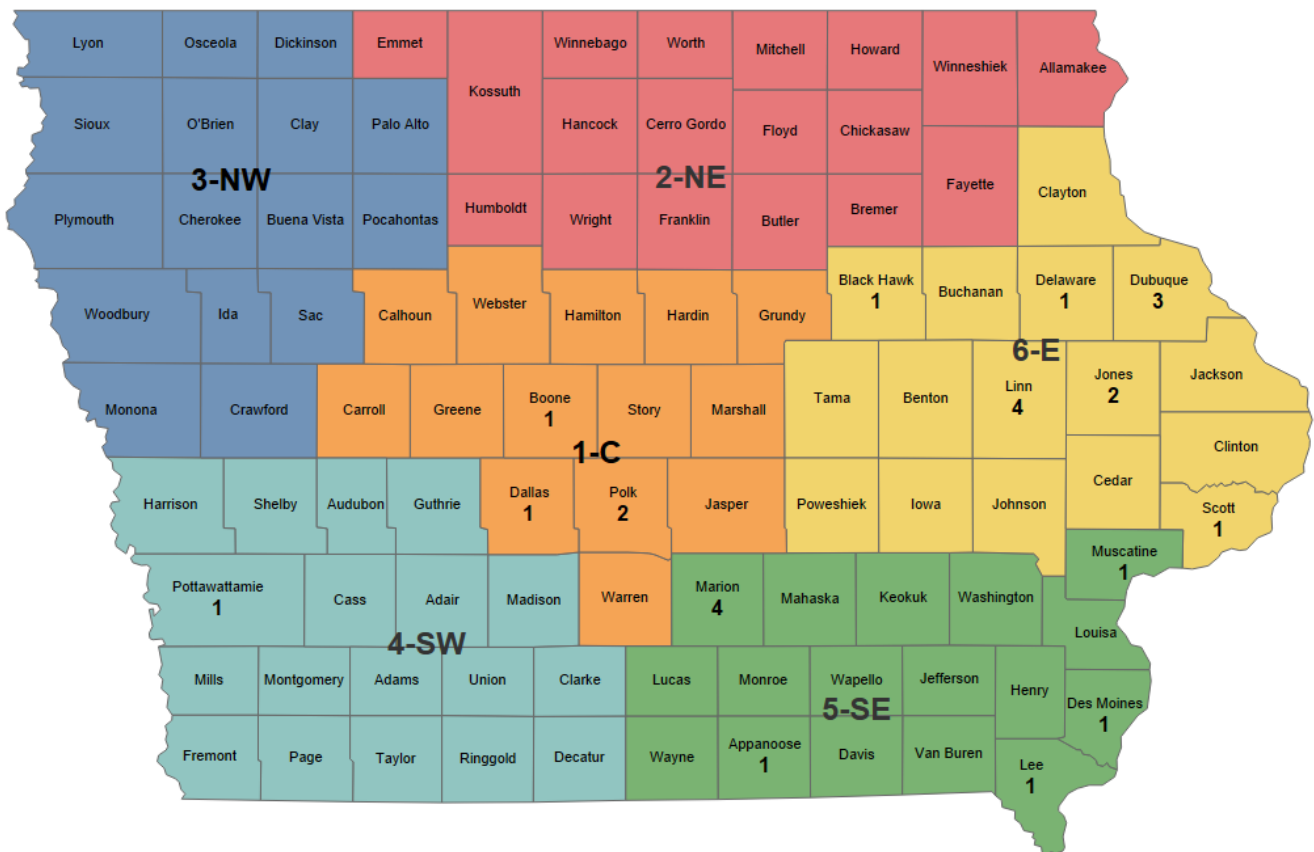 Lyon
Osceola
Dickinson
Emmet
Winnebago
Worth
Mitchell
Howard
Winneshiek
Allamakee
Kossuth
Sioux
O'Brien
Clay
Palo Alto
Hancock
Cerro Gordo
Floyd
Chickasaw
3-NW
2-NE
Fayette
Clayton
Plymouth
Cherokee
Buena Vista
Pocahontas
Humboldt
Wright
Franklin
Butler
Bremer
Black Hawk
1
Buchanan
Delaware
1
Dubuque
3
Woodbury
Ida
Sac
Calhoun
Webster
Hamilton
Hardin
Grundy
6-E
Monona
Crawford
Carroll
Greene
Boone
1
Story
Marshall
Tama
Benton
Linn
4
Jones
2
Jackson
1-C
Clinton
Harrison
Shelby
Audubon
Guthrie
Dallas
1
Polk
2
Jasper
Poweshiek
Iowa
Johnson
Cedar
Scott
1
Muscatine
1
Pottawattamie
1
Cass
Adair
Madison
Warren
Marion
4
Mahaska
Keokuk
Washington
Louisa
4-SW
Mills
Montgomery
Adams
Union
Clarke
Lucas
Monroe
Wapello
Jefferson
Henry
Des Moines
1
5-SE
Fremont
Page
Taylor
Ringgold
Decatur
Wayne
Appanoose
1
Davis
Van Buren
Lee
1